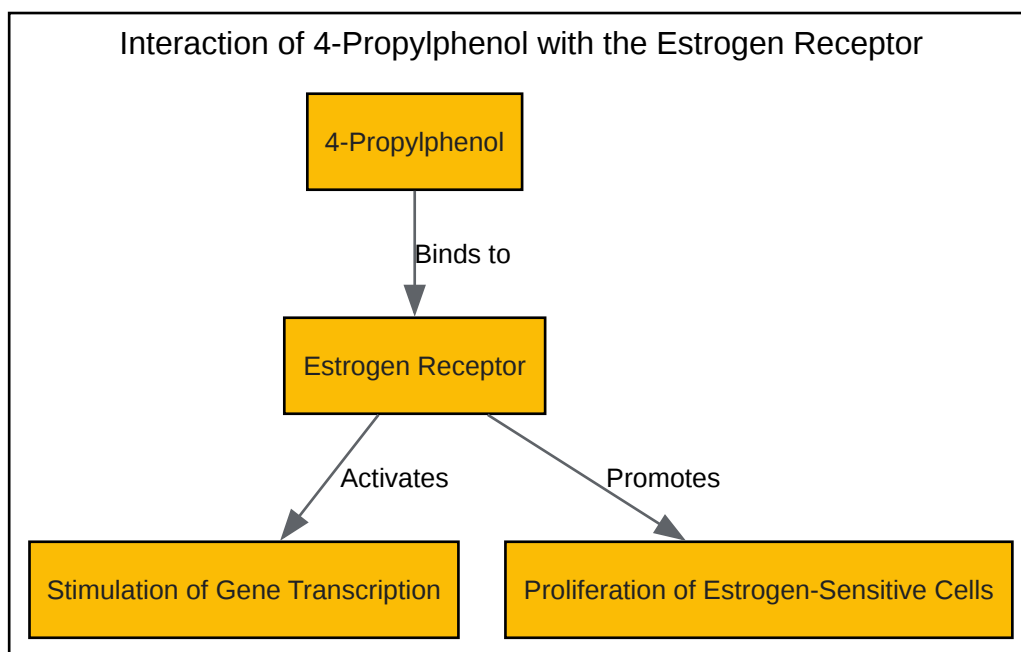 Interaction of 4-Propylphenol with the Estrogen Receptor
4-Propylphenol
Binds to
Estrogen Receptor
Activates
Promotes
Stimulation of Gene Transcription
Proliferation of Estrogen-Sensitive Cells